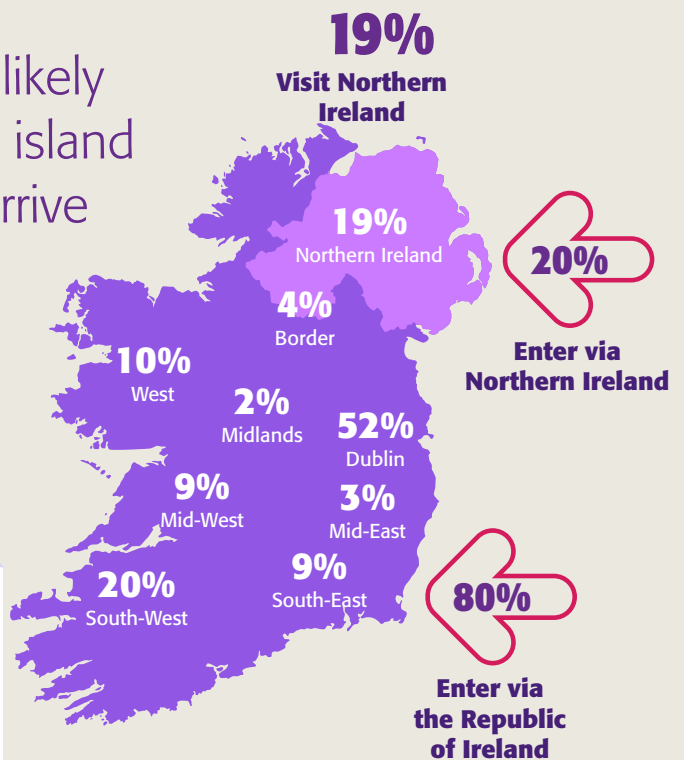 likely
island
rrive
19%
Visit Northern
Ireland
19%
Northern Ireland
20%
Enter via
Northern Ireland
4%
Border
10%
West
2%
Midlands
52%
Dublin
9%
Mid-West
3%
Mid-East
20%
South-West
9%
South-East
80%
Enter via
the Republic
of Ireland